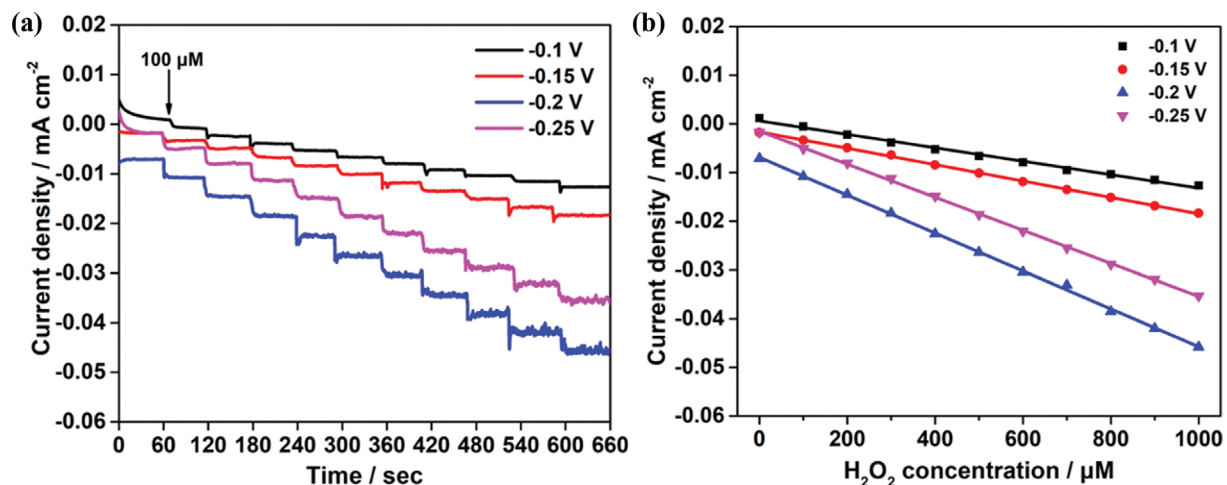 (a)
Current density / mA cm⁻²
0.02
0.01
0.00
-0.01
-0.02
-0.03
-0.04
-0.05
-0.06
100 µM
-0.1 V
-0.15 V
-0.2 V
-0.25 V
0 60 120 180 240 300 360 420 480 540 600 660
Time / sec
(b)
Current density / mA cm⁻²
0.02
0.01
0.00
-0.01
-0.02
-0.03
-0.04
-0.05
-0.06
-0.1 V
-0.15 V
-0.2 V
-0.25 V
0 200 400 600 800 1000
H₂O₂ concentration / µM